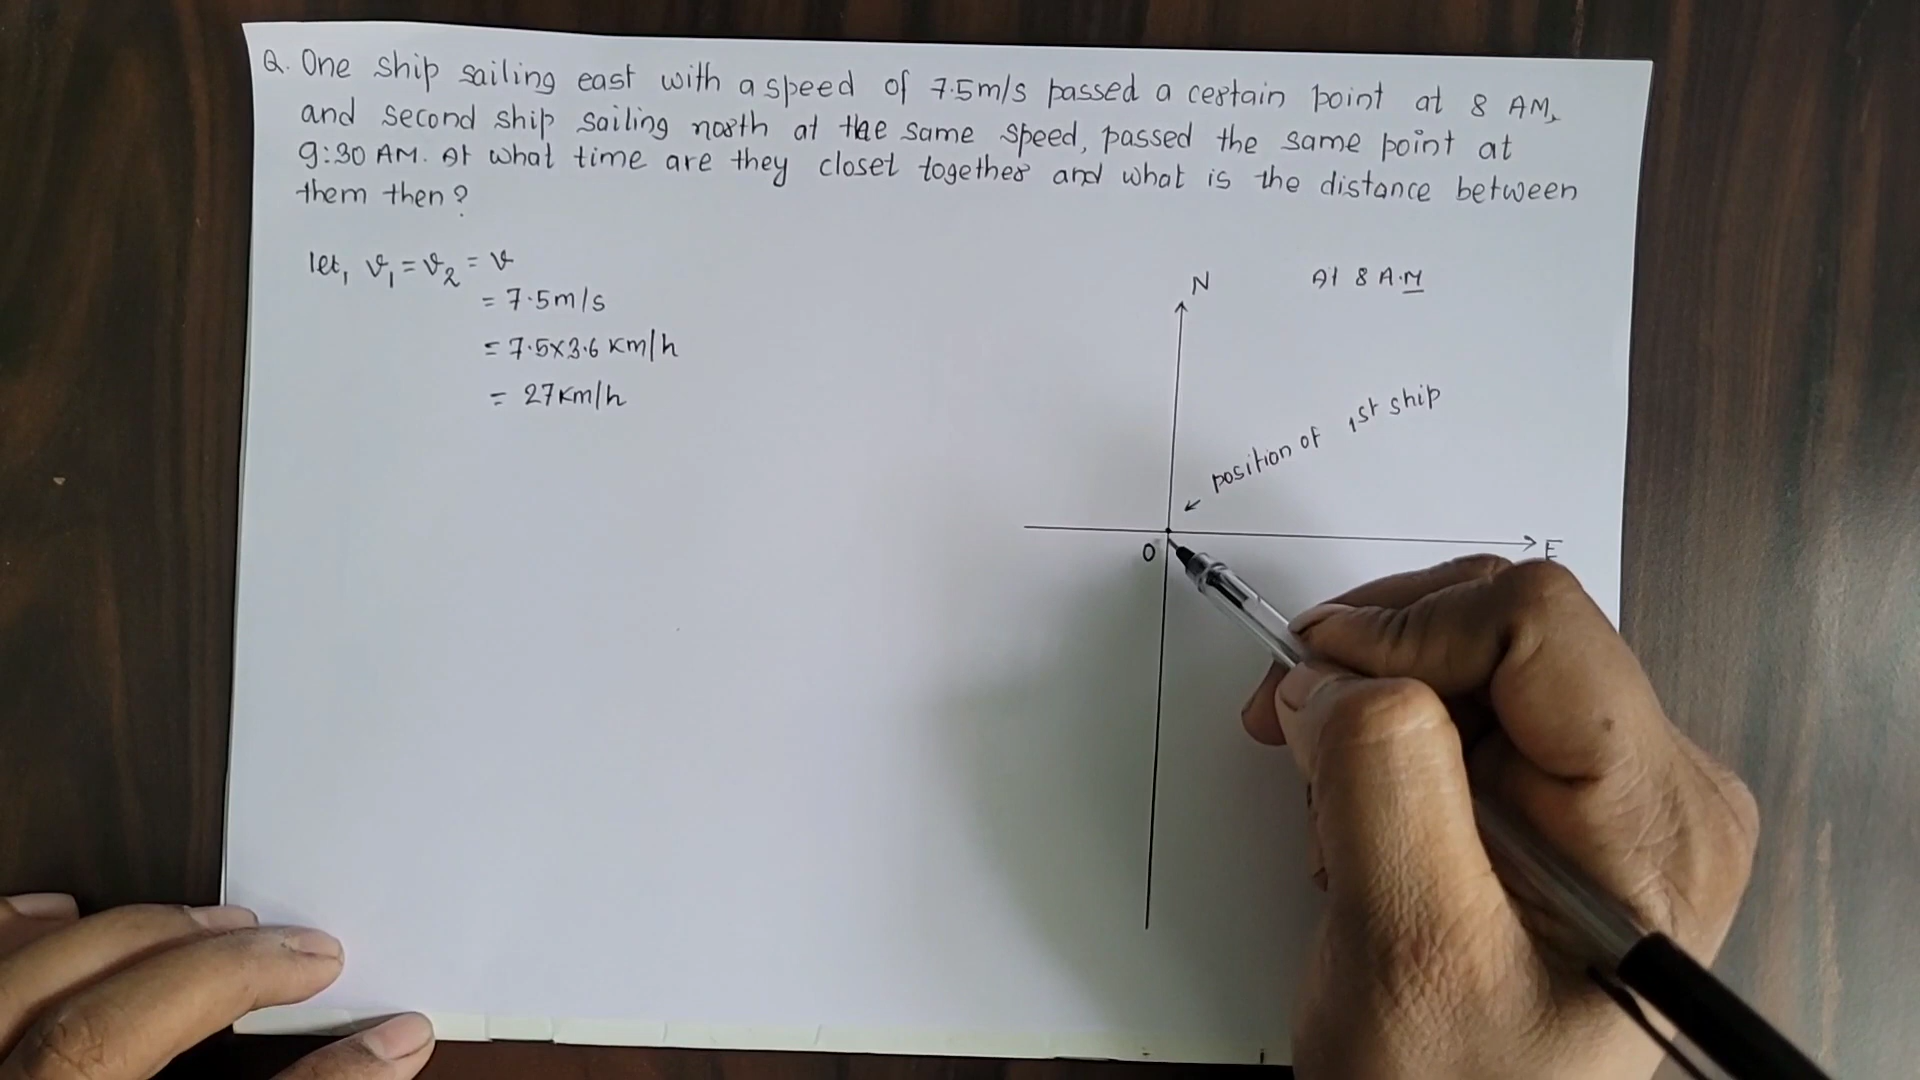 Q. One ship sailing east with a speed of 7.5m/s passed a certain point at 8 AM,
and second ship sailing north at the same speed, passed the same point at
9:30 AM. At what time are they closet together and what is the distance between
them then?
let, v₁ = v₂ = v
= 7.5m/s
= 7.5×3.6 km/h
= 27km/h
N
At 8 A.M
position of 1st ship
O
E